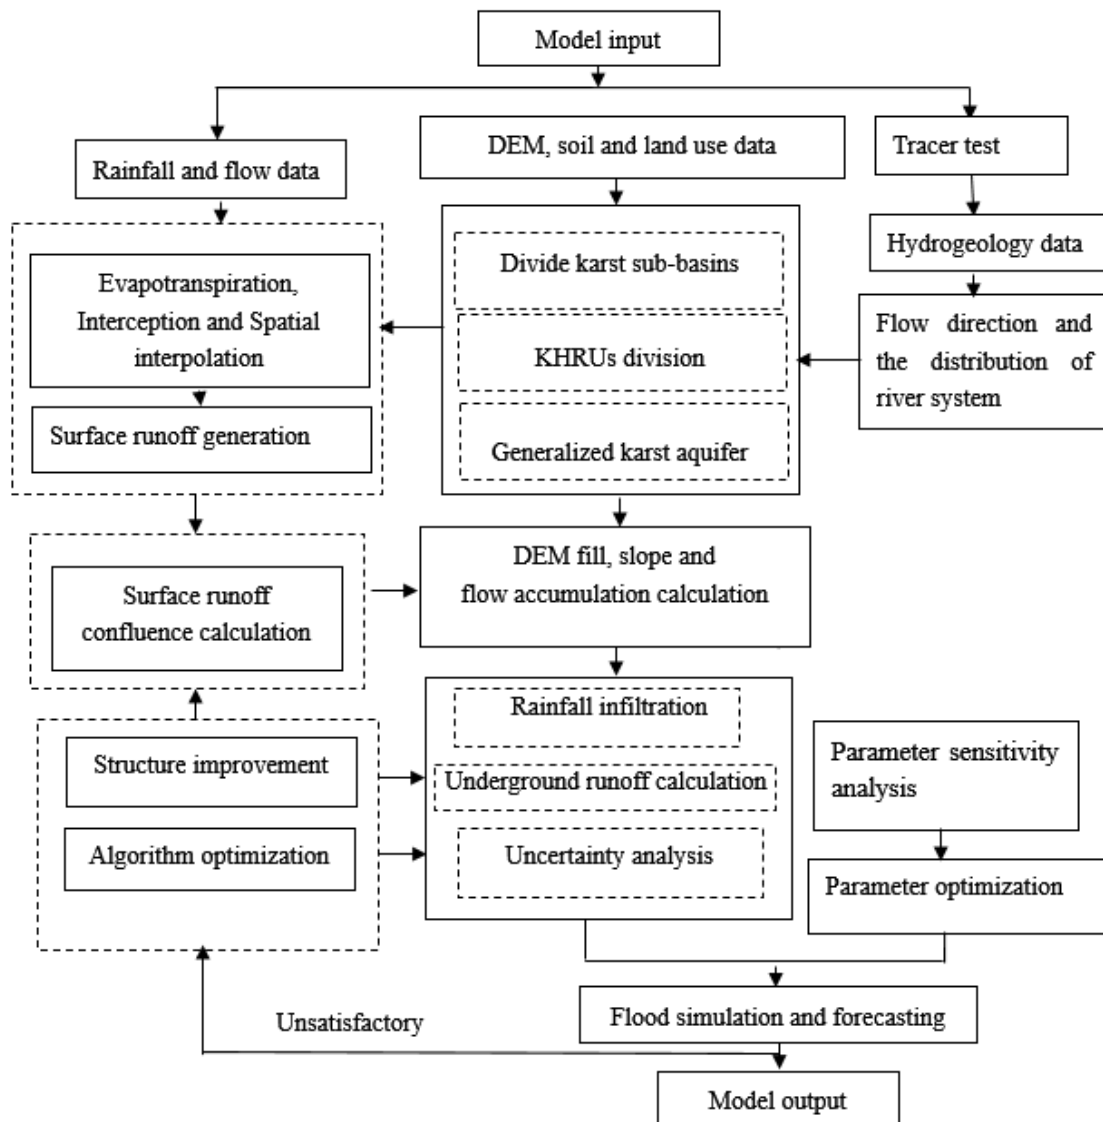 Model input
Rainfall and flow data
DEM, soil and land use data
Tracer test
Hydrogeology data
Flow direction and
the distribution of
river system
Divide karst sub-basins
KHRUs division
Generalized karst aquifer
Evapotranspiration,
Interception and Spatial
interpolation
Surface runoff generation
Surface runoff
confluence calculation
DEM fill, slope and
flow accumulation calculation
Rainfall infiltration
Underground runoff calculation
Uncertainty analysis
Structure improvement
Algorithm optimization
Parameter sensitivity
analysis
Parameter optimization
Flood simulation and forecasting
Unsatisfactory
Model output